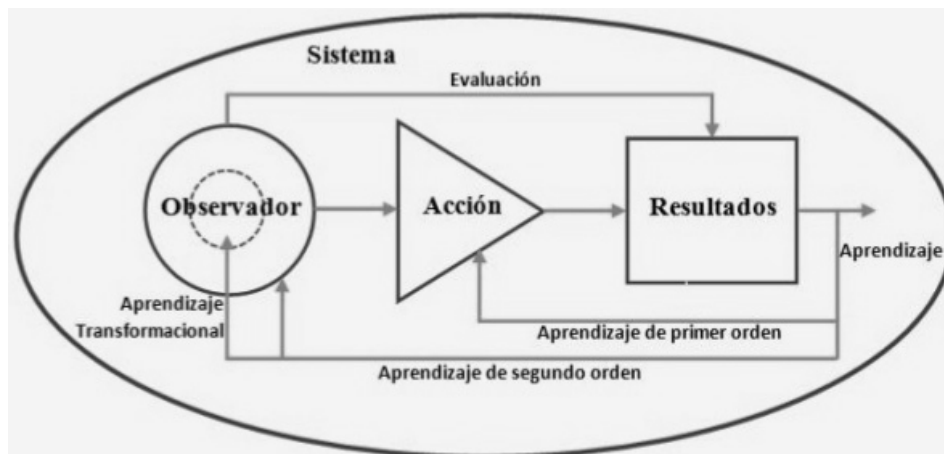 Sistema
Evaluación
Observador
Acción
Resultados
Aprendizaje
Aprendizaje
Transformacional
Aprendizaje de primer orden
Aprendizaje de segundo orden